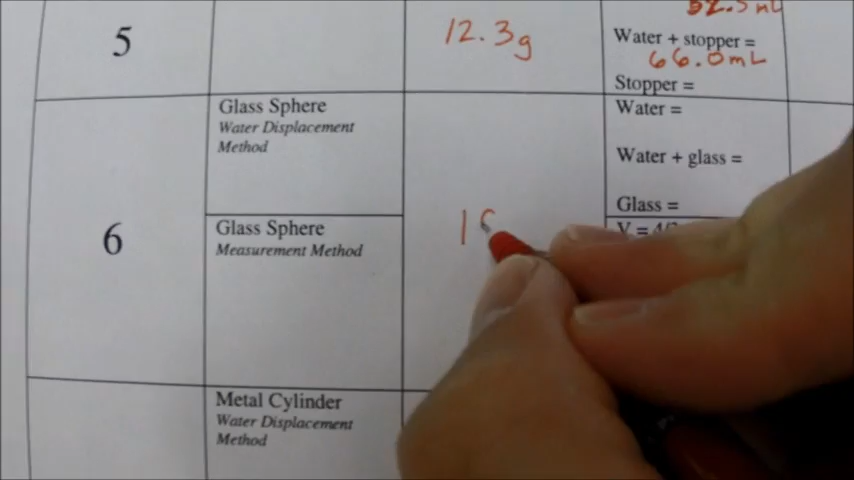 5
12.3g
Water + stopper =
66.0mL
Stopper =
6
Glass Sphere
Water Displacement
Method
Water =
Water + glass =
Glass =
Glass Sphere
Measurement Method
V = 4/
Metal Cylinder
Water Displacement
Method